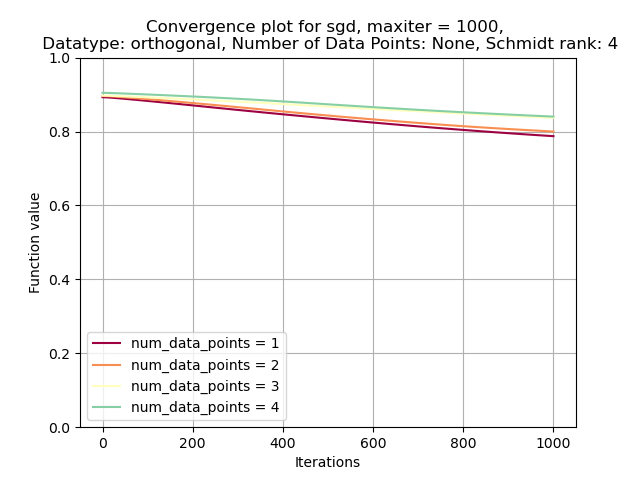 Convergence plot for sgd, maxiter = 1000,
Datatype: orthogonal, Number of Data Points: None, Schmidt rank: 4
1.0
0.8
0.6
0.4
0.2
0.0
Function value
num_data_points = 1
num_data_points = 2
num_data_points = 3
num_data_points = 4
0 200 400 600 800 1000
Iterations